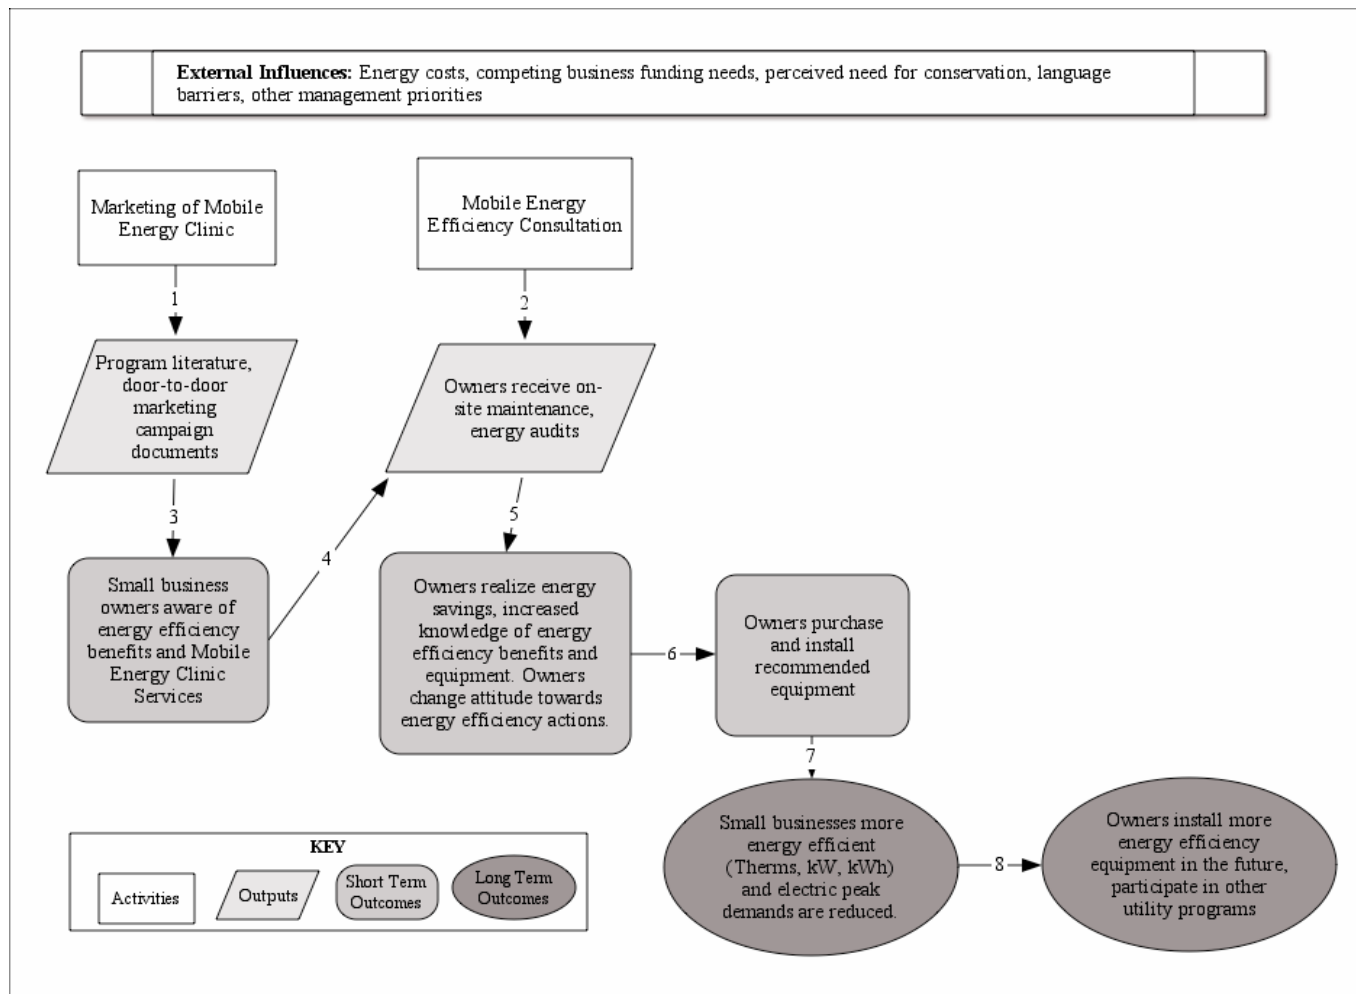 External Influences: Energy costs, competing business funding needs, perceived need for conservation, language
barriers, other management priorities
Marketing of Mobile
Energy Clinic
Mobile Energy
Efficiency Consultation
1
2
Program literature,
door-to-door
marketing
campaign
documents
Owners receive on-
site maintenance,
energy audits
3
4
5
Small business
owners aware of
energy efficiency
benefits and Mobile
Energy Clinic
Services
Owners realize energy
savings, increased
knowledge of energy
efficiency benefits and
equipment. Owners
change attitude towards
energy efficiency actions.
6
Owners purchase
and install
recommended
equipment
7
Small businesses more
energy efficient
(Therms, kW, kWh)
and electric peak
demands are reduced.
8
Owners install more
energy efficiency
equipment in the future,
participate in other
utility programs
KEY
Activities
Outputs
Short Term
Outcomes
Long Term
Outcomes